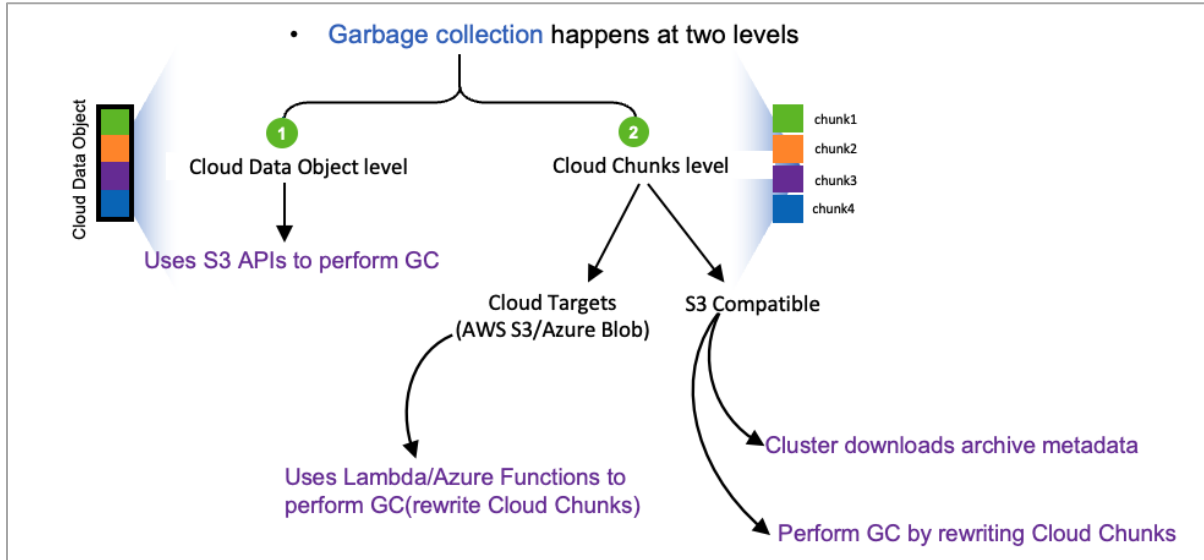 • Garbage collection happens at two levels
Cloud Data Object
1
2
Cloud Data Object level
Cloud Chunks level
chunk1
chunk2
chunk3
chunk4
Uses S3 APIs to perform GC
Cloud Targets
(AWS S3/Azure Blob)
S3 Compatible
Cluster downloads archive metadata
Uses Lambda/Azure Functions to
perform GC(rewrite Cloud Chunks)
Perform GC by rewriting Cloud Chunks